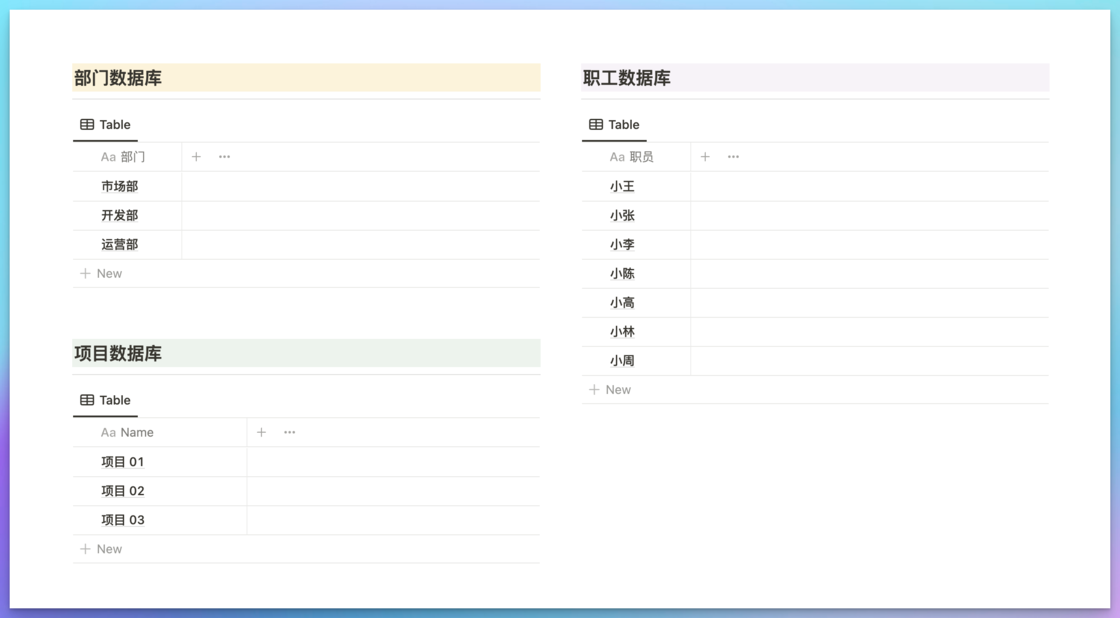 部门数据库
Table
Aa 部门
市场部
开发部
运营部
+ New
项目数据库
Table
Aa Name
项目 01
项目 02
项目 03
+ New
职工数据库
Table
Aa 职员
小王
小张
小李
小陈
小高
小林
小周
+ New